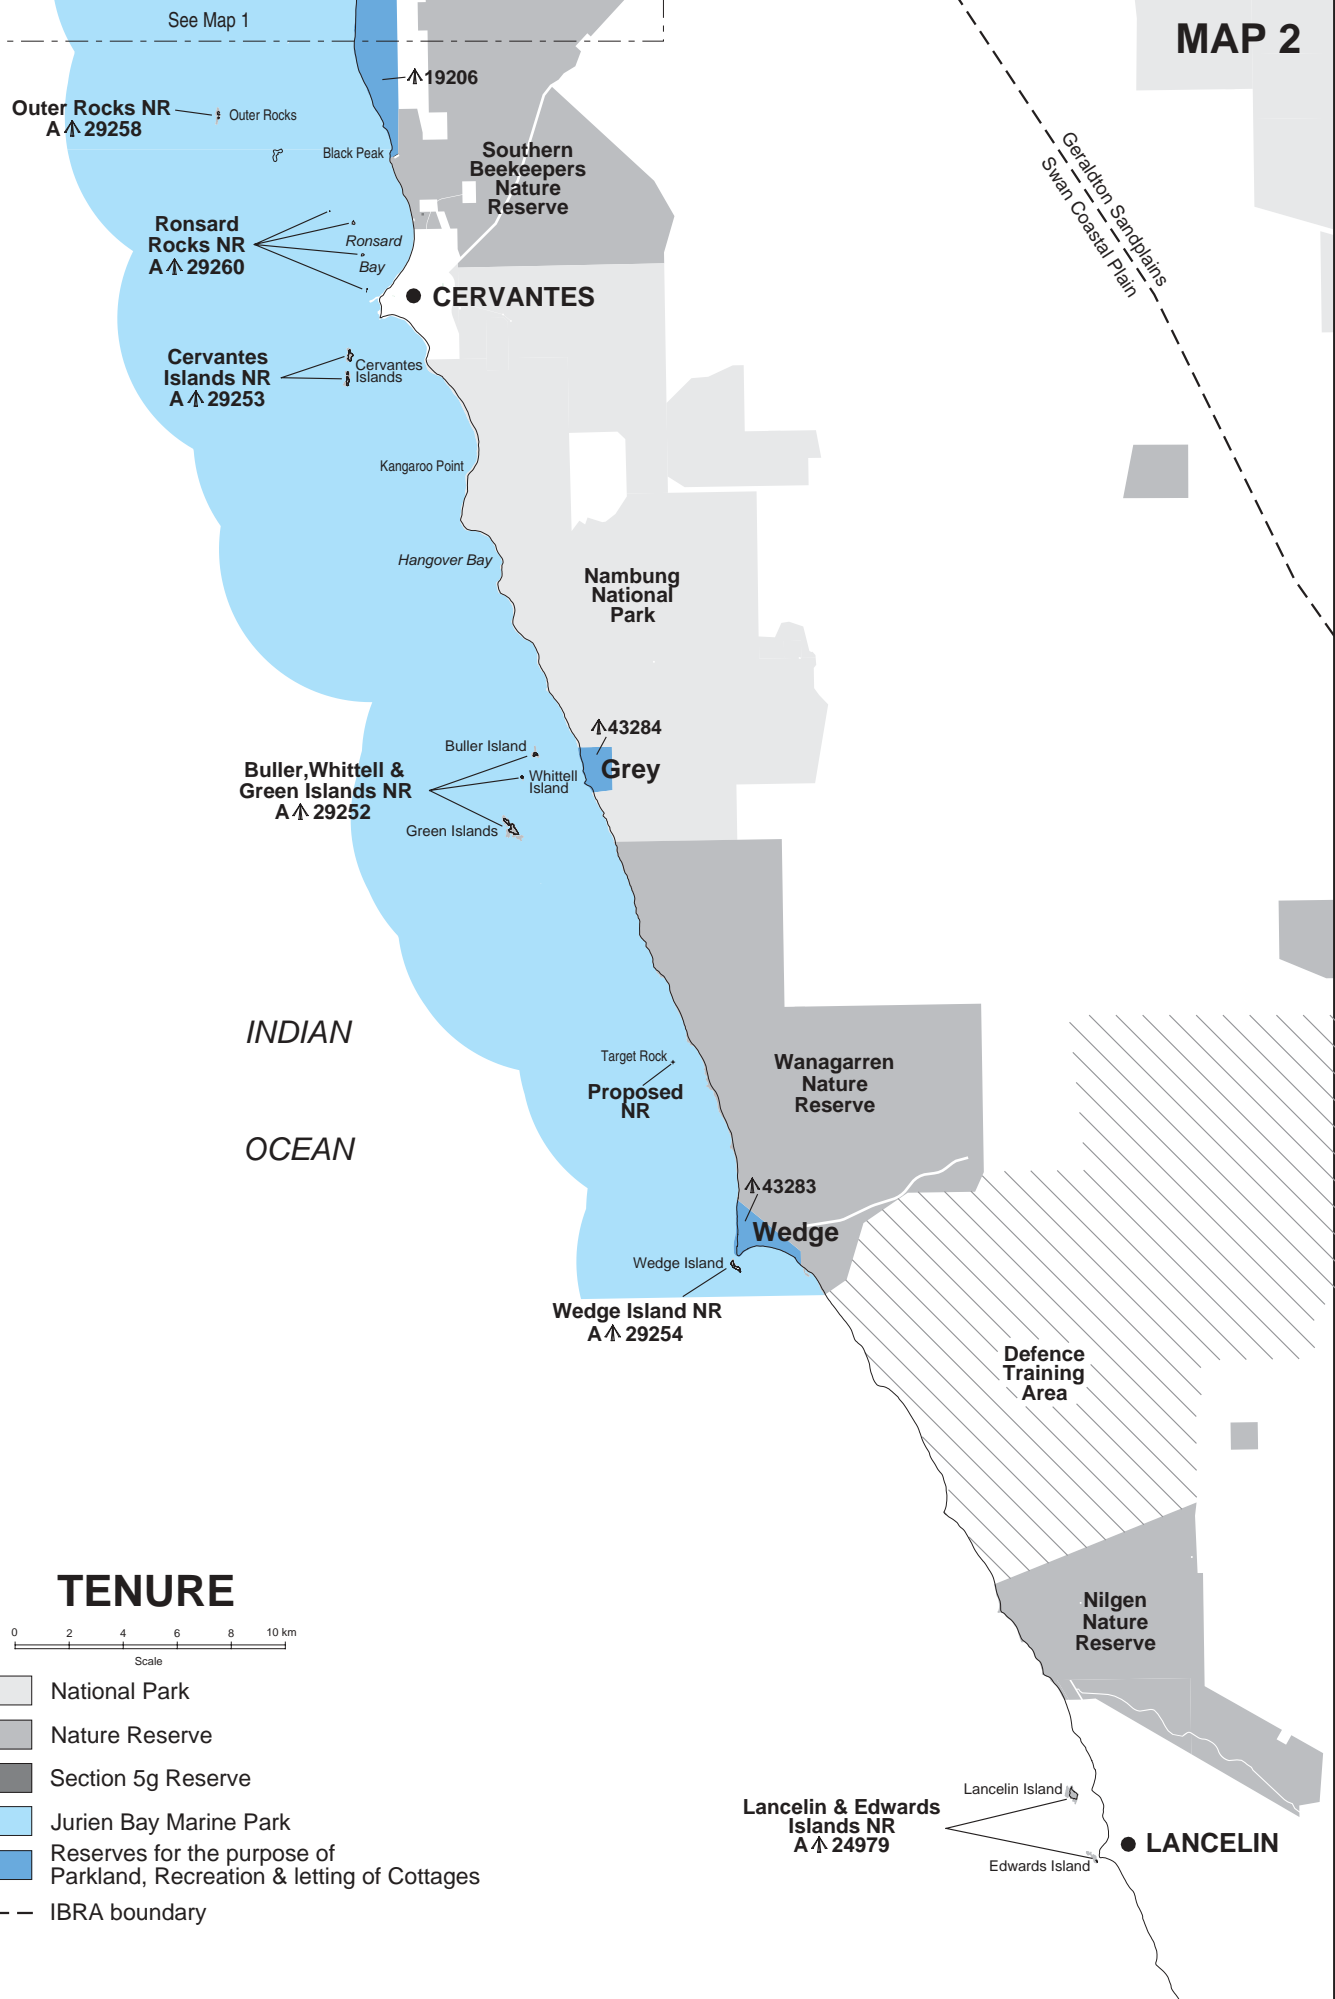 See Map 1
MAP 2
19206
Outer Rocks NR
A 29258
Outer Rocks
Black Peak
Southern
Beekeepers
Nature
Reserve
Geraldton Sandplains
Swan Coastal Plain
Ronsard
Rocks NR
A 29260
Ronsard
Bay
CERVANTES
Cervantes
Islands NR
A 29253
Cervantes
Islands
Kangaroo Point
Hangover Bay
Nambung
National
Park
43284
Grey
Buller Island
Whittell
Island
Green Islands
Buller,Whittell &
Green Islands NR
A 29252
INDIAN
OCEAN
Target Rock
Proposed
NR
Wanagarren
Nature
Reserve
43283
Wedge
Wedge Island
Wedge Island NR
A 29254
Defence
Training
Area
Nilgen
Nature
Reserve
Lancelin Island
Lancelin & Edwards
Islands NR
A 24979
Edwards Island
LANCELIN
TENURE
0 2 4 6 8 10 km
Scale
National Park
Nature Reserve
Section 5g Reserve
Jurien Bay Marine Park
Reserves for the purpose of
Parkland, Recreation & letting of Cottages
IBRA boundary